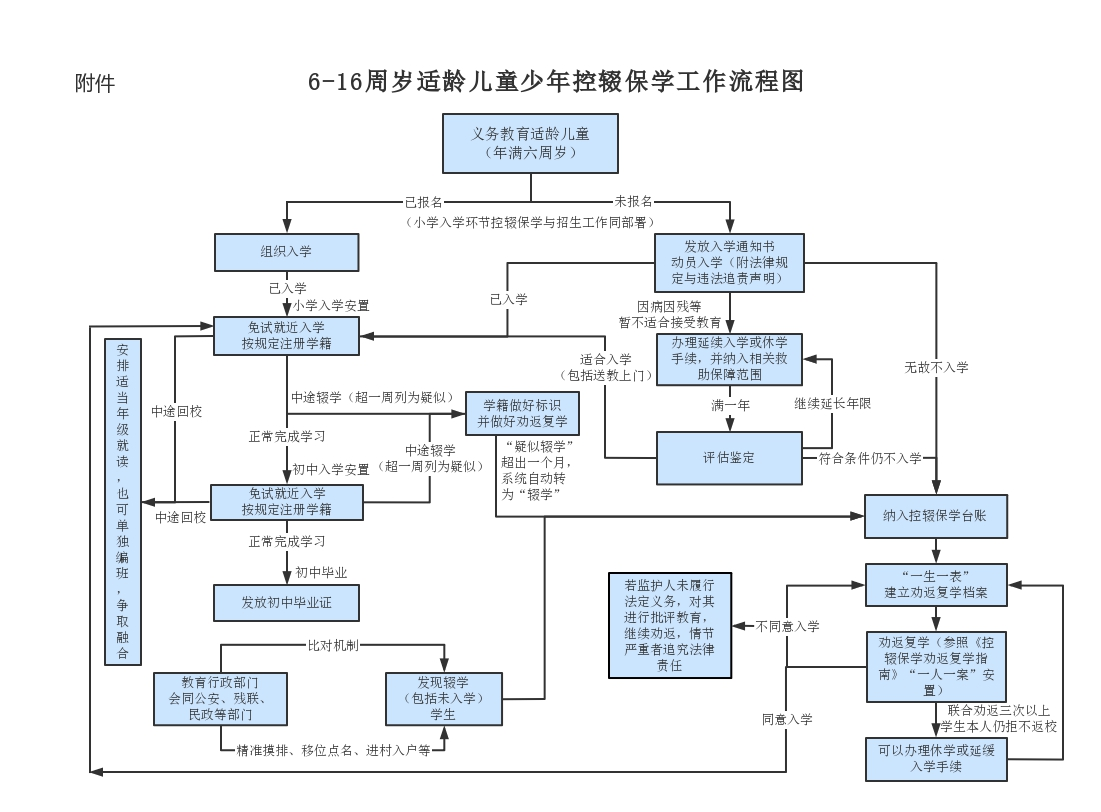 附件
6-16周岁适龄儿童少年控辍保学工作流程图
义务教育适龄儿童
（年满六周岁）
已报名
未报名
（小学入学环节控辍保学与招生工作同部署）
组织入学
发放入学通知书
动员入学（附法律规
定与违法追责声明）
已入学
小学入学安置
已入学
因病因残等
暂不适合接受教育
免试就近入学
按规定注册学籍
办理延续入学或休学
手续，并纳入相关救
助保障范围
适合入学
（包括送教上门）
无故不入学
安
排
适
当
年
级
就
读
，
也
可
单
独
编
班
，
争
取
融
合
中途回校
中途辍学（超一周列为疑似）
学籍做好标识
并做好劝返复学
满一年
继续延长年限
正常完成学习
中途辍学
（超一周列为疑似）
“疑似辍学”
超出一个月，
系统自动转
为“辍学”
评估鉴定
符合条件仍不入学
初中入学安置
免试就近入学
按规定注册学籍
中途回校
纳入控辍保学台账
正常完成学习
初中毕业
发放初中毕业证
若监护人未履行
法定义务，对其
进行批评教育，
继续劝返，情节
严重者追究法律
责任
“一生一表”
建立劝返复学档案
不同意入学
劝返复学（参照《控
辍保学劝返复学指
南》“一人一案”安
置）
比对机制
教育行政部门
会同公安、残联、
民政等部门
发现辍学
（包括未入学）
学生
同意入学
联合劝返三次以上
学生本人仍拒不返校
精准摸排、移位点名、进村入户等
可以办理休学或延缓
入学手续